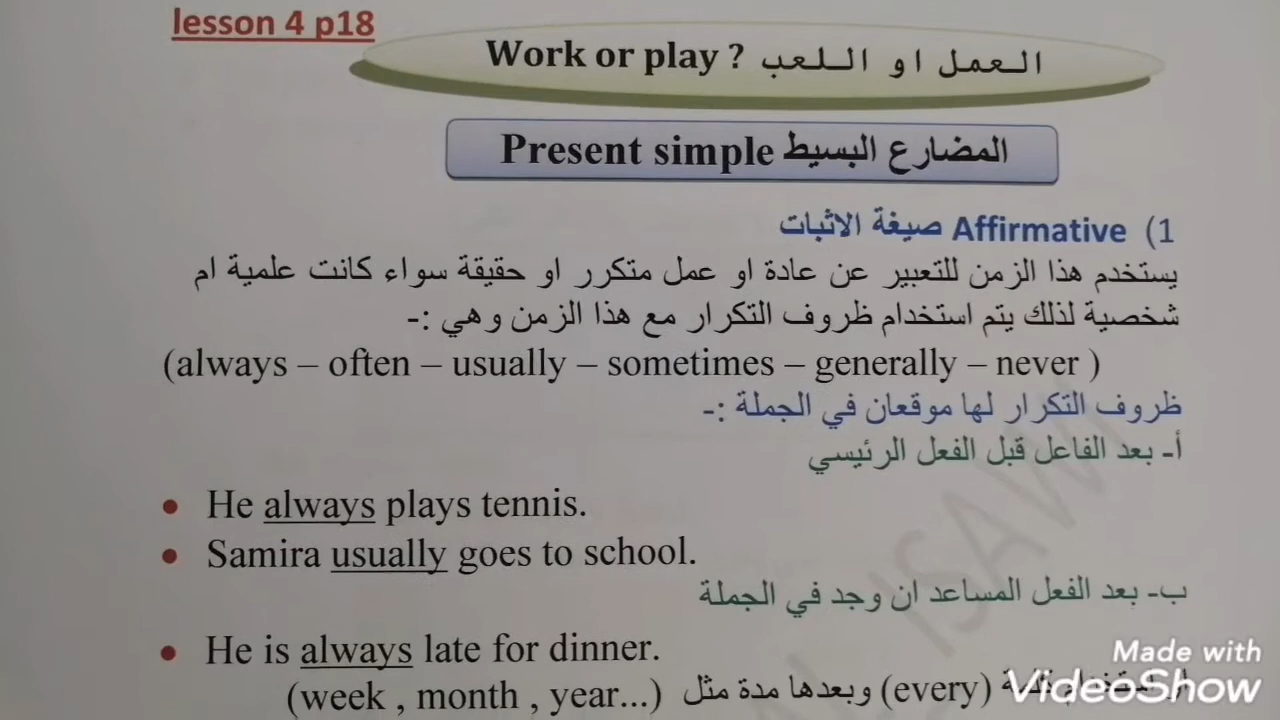 lesson 4 p18
Work or play ? العمل او اللعب
Present simple المضارع البسيط
1) Affirmative صيغة الاثبات
يستخدم هذا الزمن للتعبير عن عادة او عمل متكرر او حقيقة سواء كانت علمية ام
شخصية لذلك يتم استخدام ظروف التكرار مع هذا الزمن وهي :-
(always – often – usually – sometimes – generally – never )
ظروف التكرار لها موقعان في الجملة :-
أ- بعد الفاعل قبل الفعل الرئيسي
• He always plays tennis.
• Samira usually goes to school.
ب- بعد الفعل المساعد ان وجد في الجملة
• He is always late for dinner.
(every) وبعدها مدة مثل (week , month , year...)
AL-ISAWI
Made with
VideoShow